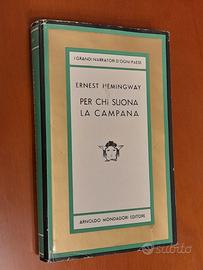 I GRANDI NARRATORI D'OGNI PAESE
ERNEST HEMINGWAY
PER CHI SUONA
LA CAMPANA
ARNOLDO MONDADORI EDITORE
subito